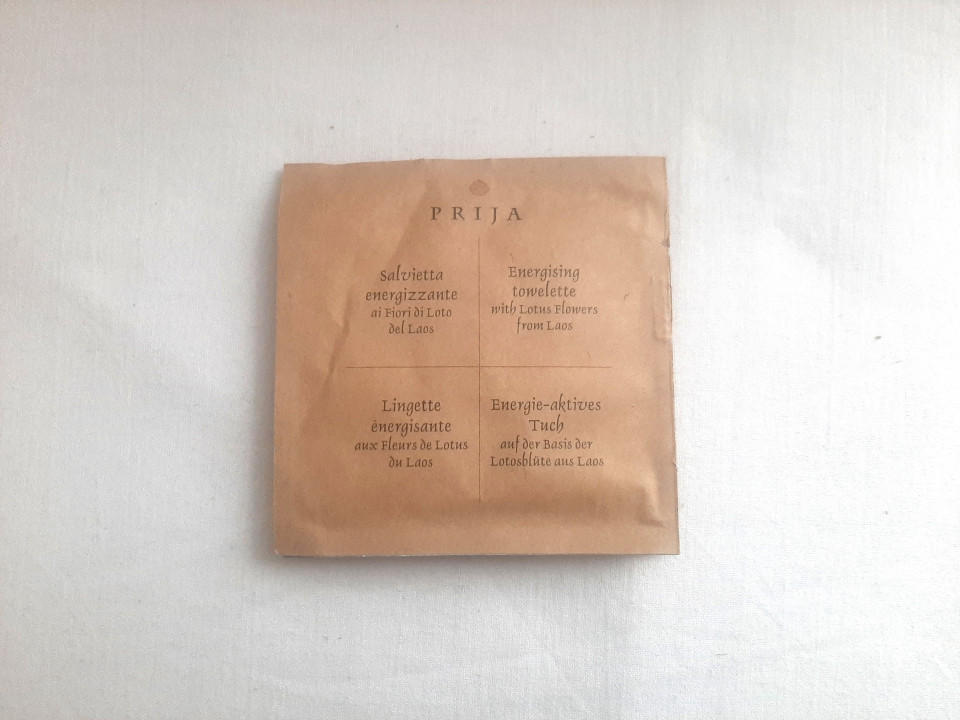 PRIJA
Salvietta
energizzante
ai Fiori di Loto
del Laos
Energising
towelette
with Lotus Flowers
from Laos
Lingette
énergisante
aux Fleurs de Lotus
du Laos
Energie-aktives
Tuch
auf der Basis der
Lotosblüte aus Laos